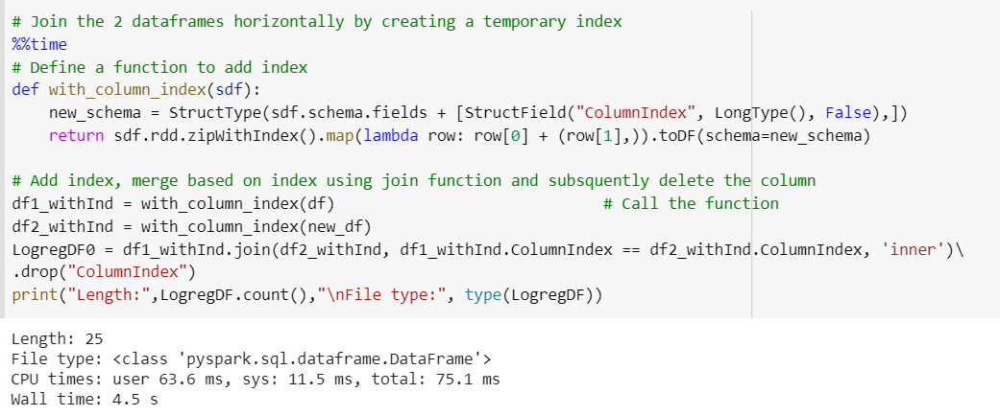 # Join the 2 dataframes horizontally by creating a temporary index
%%time
# Define a function to add index
def with_column_index(sdf):
    new_schema = StructType(sdf.schema.fields + [StructField("ColumnIndex", LongType(), False),])
    return sdf.rdd.zipWithIndex().map(lambda row: row[0] + (row[1],)).toDF(schema=new_schema)

# Add index, merge based on index using join function and subsquently delete the column
df1_withInd = with_column_index(df)                             # Call the function
df2_withInd = with_column_index(new_df)
LogregDF0 = df1_withInd.join(df2_withInd, df1_withInd.ColumnIndex == df2_withInd.ColumnIndex, 'inner')\
.drop("ColumnIndex")
print("Length:",LogregDF.count(),"\nFile type:", type(LogregDF))
Length: 25
File type: <class 'pyspark.sql.dataframe.DataFrame'>
CPU times: user 63.6 ms, sys: 11.5 ms, total: 75.1 ms
Wall time: 4.5 s